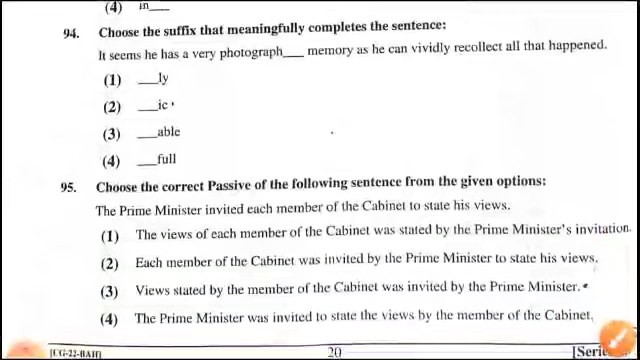 (4) in___
94. Choose the suffix that meaningfully completes the sentence:
It seems he has a very photograph___ memory as he can vividly recollect all that happened.
(1) ___ly
(2) ___ic
(3) ___able
(4) ___full
95. Choose the correct Passive of the following sentence from the given options:
The Prime Minister invited each member of the Cabinet to state his views.
(1) The views of each member of the Cabinet was stated by the Prime Minister's invitation.
(2) Each member of the Cabinet was invited by the Prime Minister to state his views.
(3) Views stated by the member of the Cabinet was invited by the Prime Minister.
(4) The Prime Minister was invited to state the views by the member of the Cabinet.
[CG-22-BAH] 20 [Serie